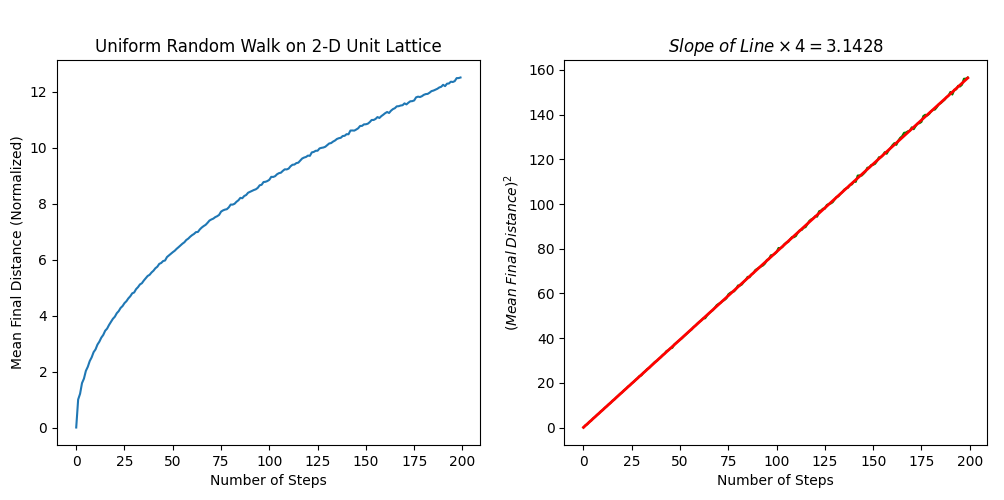 Uniform Random Walk on 2-D Unit Lattice
Mean Final Distance (Normalized)
12
10
8
6
4
2
0
0 25 50 75 100 125 150 175 200
Number of Steps
Slope of Line × 4 = 3.1428
(Mean Final Distance)²
160
140
120
100
80
60
40
20
0
0 25 50 75 100 125 150 175 200
Number of Steps